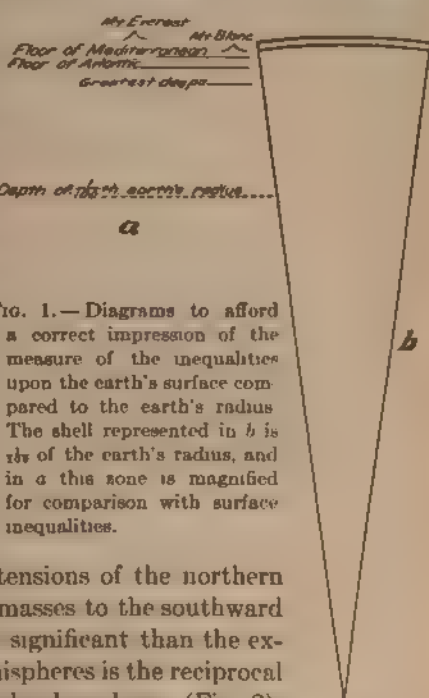 Mt Everest
Mt Blanc
Floor of Mediterranean
Floor of Atlantic
Greatest deeps
Depth of earth's radius
a
b
FIG. 1.—Diagrams to afford
a correct impression of the
measure of the inequalities
upon the earth's surface com-
pared to the earth's radius
The shell represented in b is
of the earth's radius, and
in a this zone is magnified
for comparison with surface
inequalities.
tensions of the northern
masses to the southward
significant than the ex-
ispheres is the reciprocal